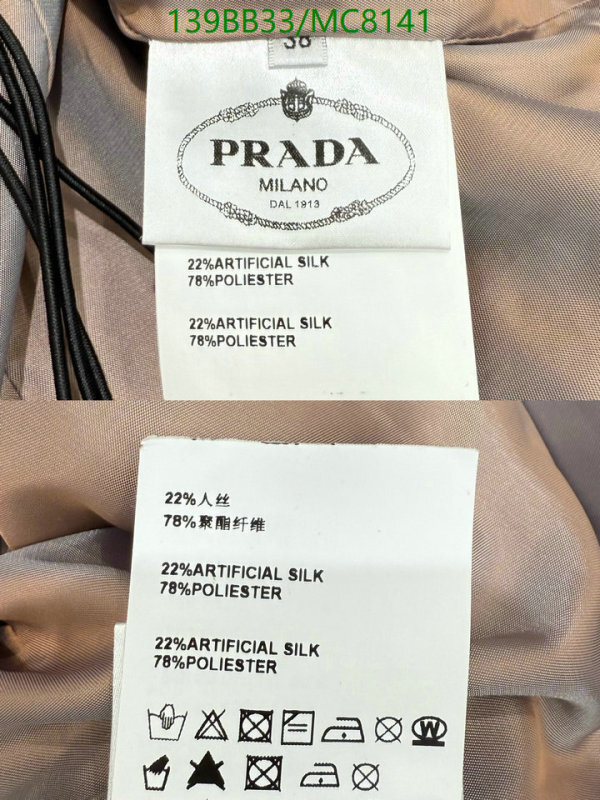 139BB33/MC8141
38
PRADA
MILANO
DAL 1913
22%ARTIFICIAL SILK
78%POLIESTER
22%ARTIFICIAL SILK
78%POLIESTER
22%人丝
78%聚酯纤维
22%ARTIFICIAL SILK
78%POLIESTER
22%ARTIFICIAL SILK
78%POLIESTER
W